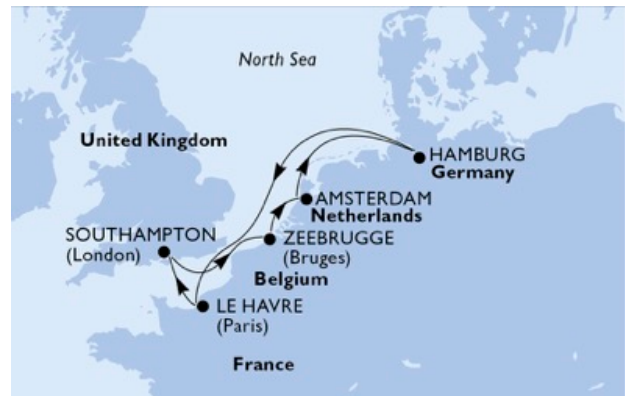 North Sea
United Kingdom
HAMBURG
Germany
AMSTERDAM
Netherlands
SOUTHAMPTON
(London)
ZEEBRUGGE
(Bruges)
Belgium
LE HAVRE
(Paris)
France